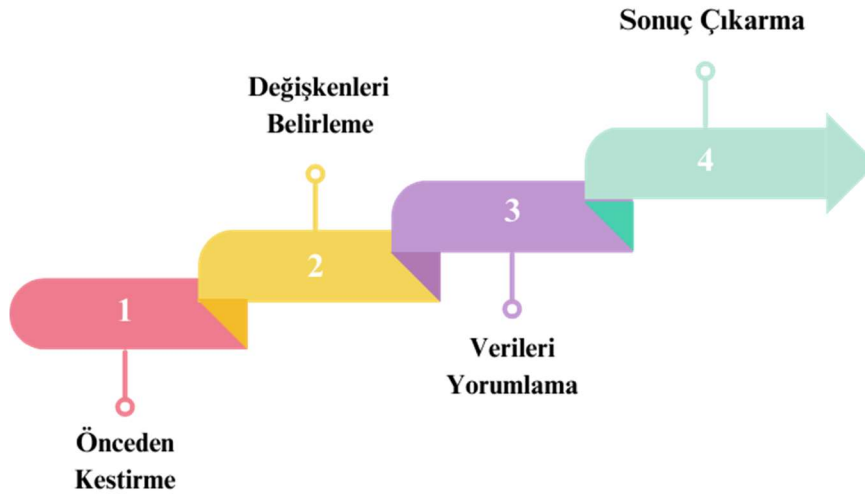 1
Önceden
Kestirme
Değişkenleri
Belirleme
2
3
Verileri
Yorumlama
Sonuç Çıkarma
4